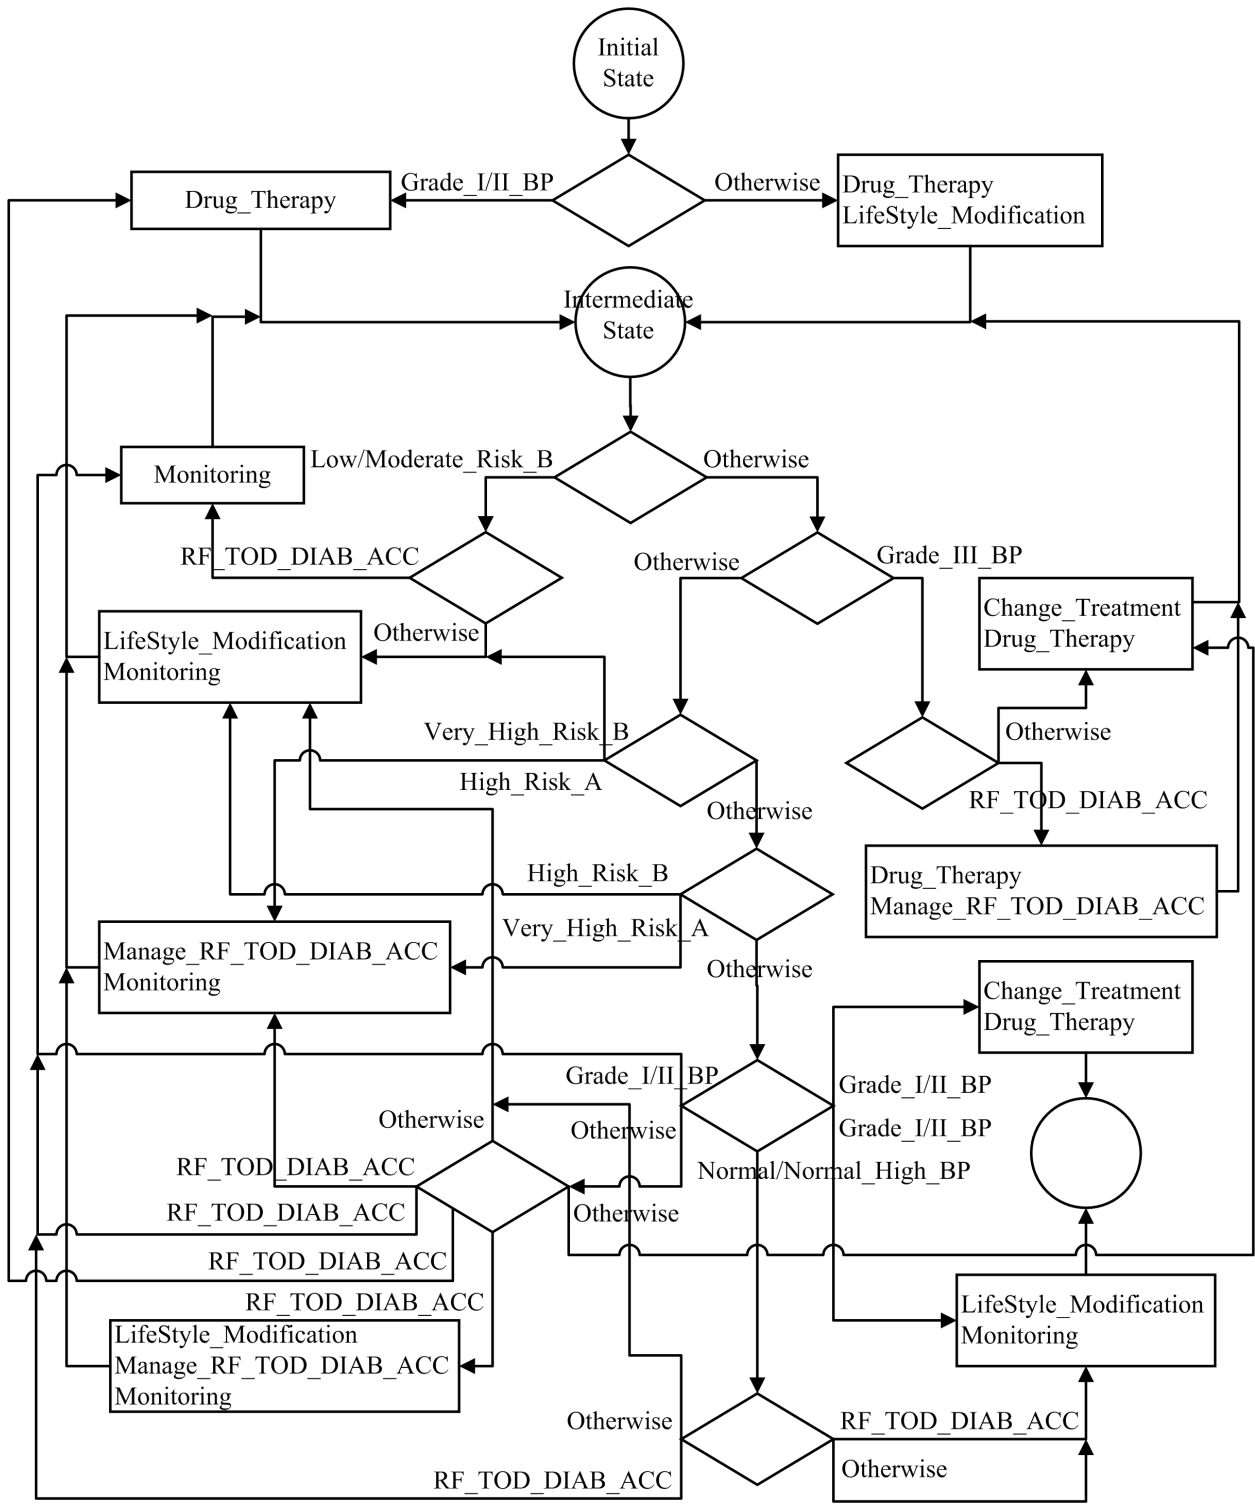 Initial
State
Grade_I/II_BP
Otherwise
Drug_Therapy
Drug_Therapy
LifeStyle_Modification
Intermediate
State
Low/Moderate_Risk_B
Otherwise
Monitoring
RF_TOD_DIAB_ACC
Otherwise
Grade_III_BP
Change_Treatment
Drug_Therapy
LifeStyle_Modification
Monitoring
Otherwise
Very_High_Risk_B
High_Risk_A
Otherwise
Otherwise
RF_TOD_DIAB_ACC
High_Risk_B
Very_High_Risk_A
Otherwise
Drug_Therapy
Manage_RF_TOD_DIAB_ACC
Manage_RF_TOD_DIAB_ACC
Monitoring
Change_Treatment
Drug_Therapy
Grade_I/II_BP
Grade_I/II_BP
Otherwise
Otherwise
Grade_I/II_BP
Normal/Normal_High_BP
RF_TOD_DIAB_ACC
RF_TOD_DIAB_ACC
Otherwise
RF_TOD_DIAB_ACC
RF_TOD_DIAB_ACC
LifeStyle_Modification
Monitoring
LifeStyle_Modification
Manage_RF_TOD_DIAB_ACC
Monitoring
Otherwise
RF_TOD_DIAB_ACC
Otherwise
RF_TOD_DIAB_ACC